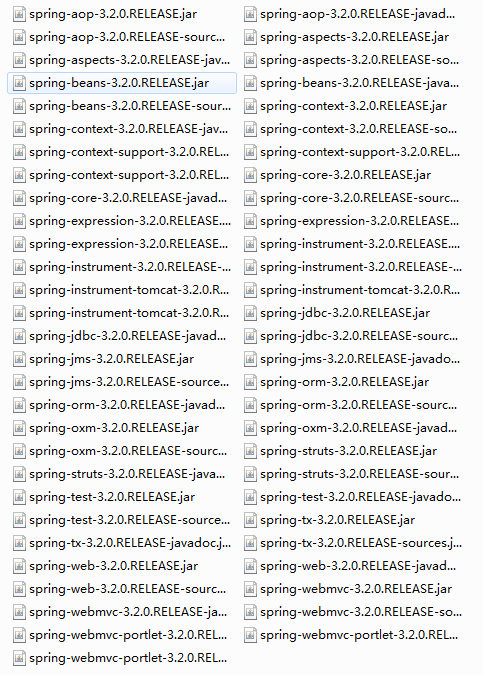 spring-aop-3.2.0.RELEASE.jar
spring-aop-3.2.0.RELEASE-javad...
spring-aop-3.2.0.RELEASE-sourc...
spring-aspects-3.2.0.RELEASE.jar
spring-aspects-3.2.0.RELEASE-jav...
spring-aspects-3.2.0.RELEASE-so...
spring-beans-3.2.0.RELEASE.jar
spring-beans-3.2.0.RELEASE-java...
spring-beans-3.2.0.RELEASE-sour...
spring-context-3.2.0.RELEASE.jar
spring-context-3.2.0.RELEASE-jav...
spring-context-3.2.0.RELEASE-so...
spring-context-support-3.2.0.REL...
spring-context-support-3.2.0.REL...
spring-context-support-3.2.0.REL...
spring-core-3.2.0.RELEASE.jar
spring-core-3.2.0.RELEASE-javad...
spring-core-3.2.0.RELEASE-sourc...
spring-expression-3.2.0.RELEASE....
spring-expression-3.2.0.RELEASE-...
spring-expression-3.2.0.RELEASE-...
spring-instrument-3.2.0.RELEASE....
spring-instrument-3.2.0.RELEASE-...
spring-instrument-3.2.0.RELEASE-...
spring-instrument-tomcat-3.2.0.R...
spring-instrument-tomcat-3.2.0.R...
spring-instrument-tomcat-3.2.0.R...
spring-jdbc-3.2.0.RELEASE.jar
spring-jdbc-3.2.0.RELEASE-javad...
spring-jdbc-3.2.0.RELEASE-sourc...
spring-jms-3.2.0.RELEASE.jar
spring-jms-3.2.0.RELEASE-javado...
spring-jms-3.2.0.RELEASE-source...
spring-orm-3.2.0.RELEASE.jar
spring-orm-3.2.0.RELEASE-javad...
spring-orm-3.2.0.RELEASE-sourc...
spring-oxm-3.2.0.RELEASE.jar
spring-oxm-3.2.0.RELEASE-javad...
spring-oxm-3.2.0.RELEASE-sourc...
spring-struts-3.2.0.RELEASE.jar
spring-struts-3.2.0.RELEASE-java...
spring-struts-3.2.0.RELEASE-sour...
spring-test-3.2.0.RELEASE.jar
spring-test-3.2.0.RELEASE-javado...
spring-test-3.2.0.RELEASE-source...
spring-tx-3.2.0.RELEASE.jar
spring-tx-3.2.0.RELEASE-javadoc.j...
spring-tx-3.2.0.RELEASE-sources.j...
spring-web-3.2.0.RELEASE.jar
spring-web-3.2.0.RELEASE-javad...
spring-web-3.2.0.RELEASE-sourc...
spring-webmvc-3.2.0.RELEASE.jar
spring-webmvc-3.2.0.RELEASE-ja...
spring-webmvc-3.2.0.RELEASE-so...
spring-webmvc-portlet-3.2.0.REL...
spring-webmvc-portlet-3.2.0.REL...
spring-webmvc-portlet-3.2.0.REL...